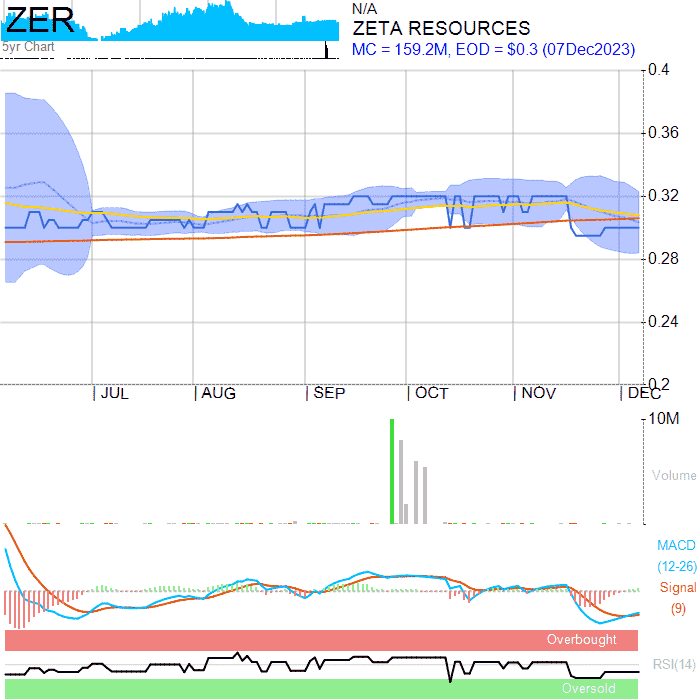 ZER
5yr Chart
N/A
ZETA RESOURCES
MC = 159.2M, EOD = $0.3 (07Dec2023)
0.4
0.36
0.32
0.28
0.24
0.2
JUL AUG SEP OCT NOV DEC
10M
Volume
MACD
(12-26)
Signal
(9)
Overbought
RSI(14)
Oversold